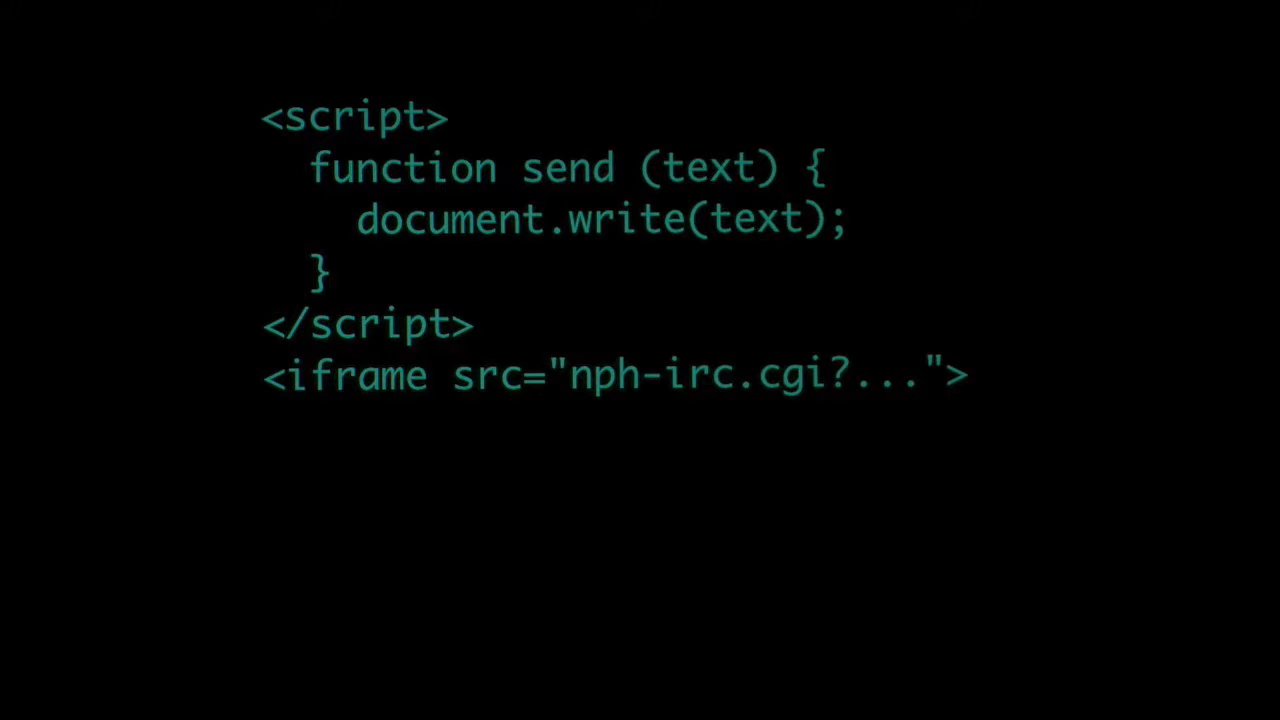 <script>
function send (text) {
document.write(text);
}
</script>
<iframe src="nph-irc.cgi?...">